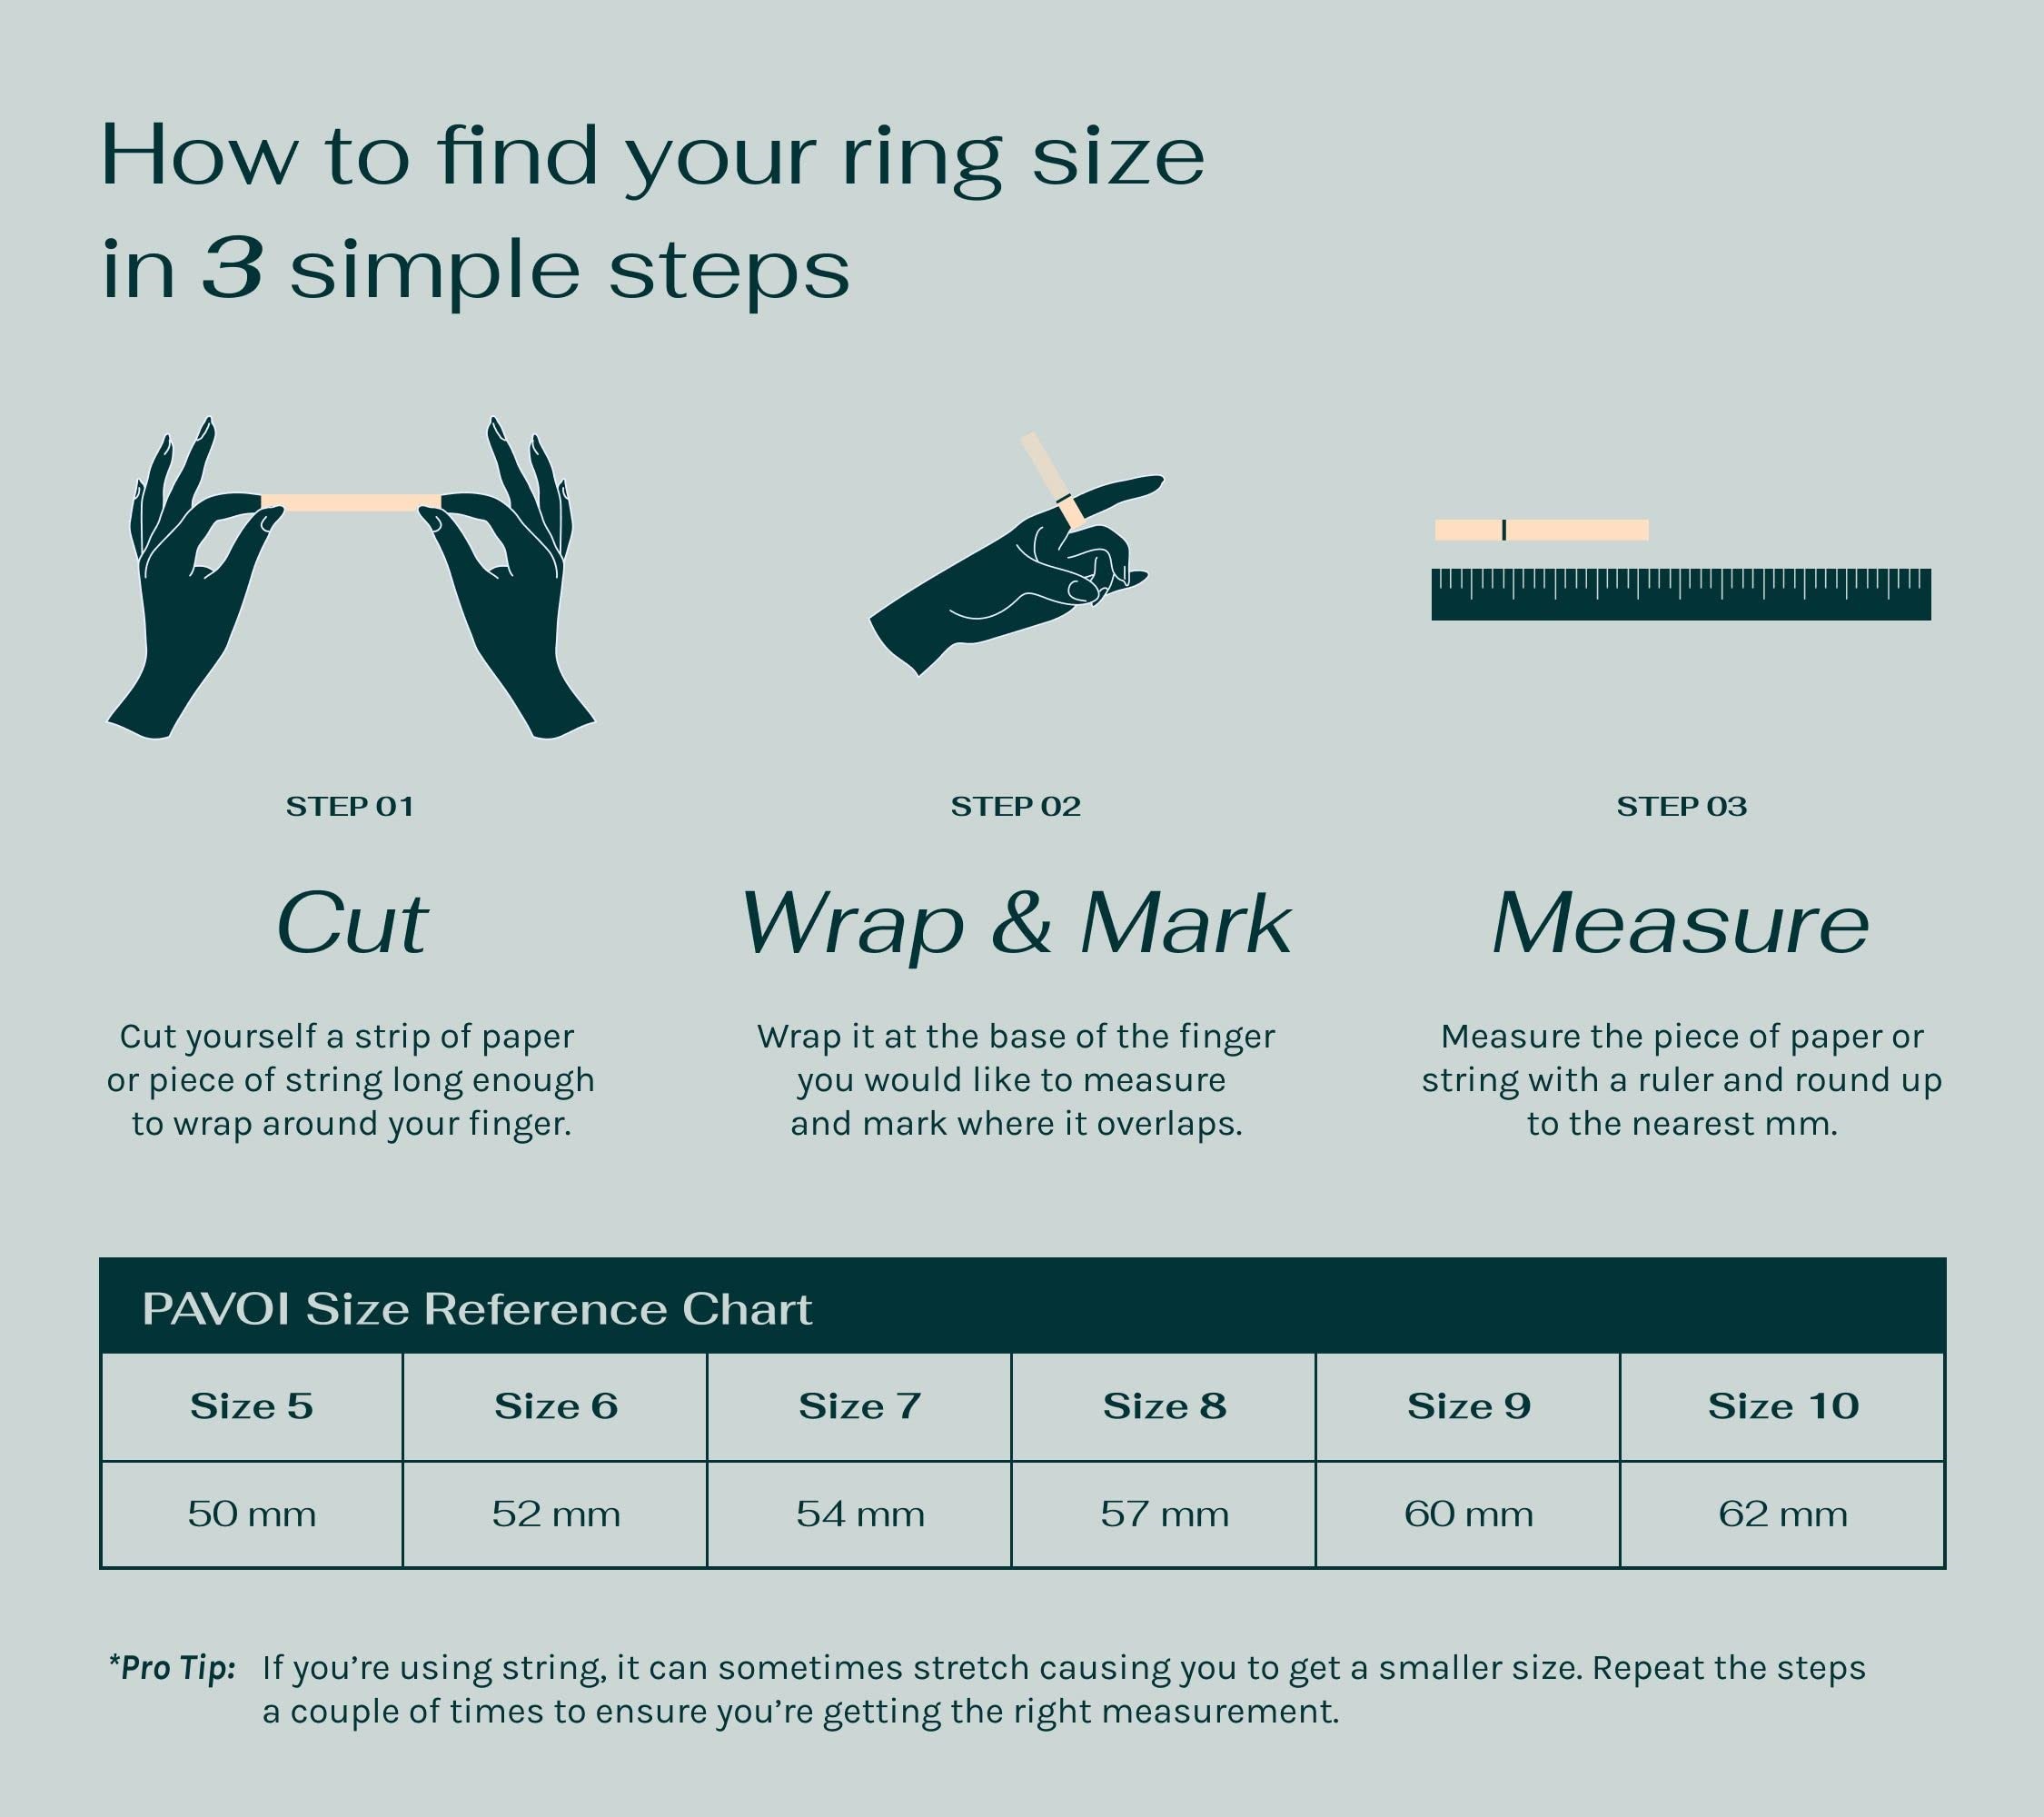 How to find your ring size
in 3 simple steps
STEP 01
Cut
Cut yourself a strip of paper
or piece of string long enough
to wrap around your finger.
STEP 02
Wrap & Mark
Wrap it at the base of the finger
you would like to measure
and mark where it overlaps.
STEP 03
Measure
Measure the piece of paper or
string with a ruler and round up
to the nearest mm.
PAVOI Size Reference Chart
Size 5 Size 6 Size 7 Size 8 Size 9 Size 10
50 mm 52 mm 54 mm 57 mm 60 mm 62 mm
*Pro Tip: If you’re using string, it can sometimes stretch causing you to get a smaller size. Repeat the steps
a couple of times to ensure you’re getting the right measurement.